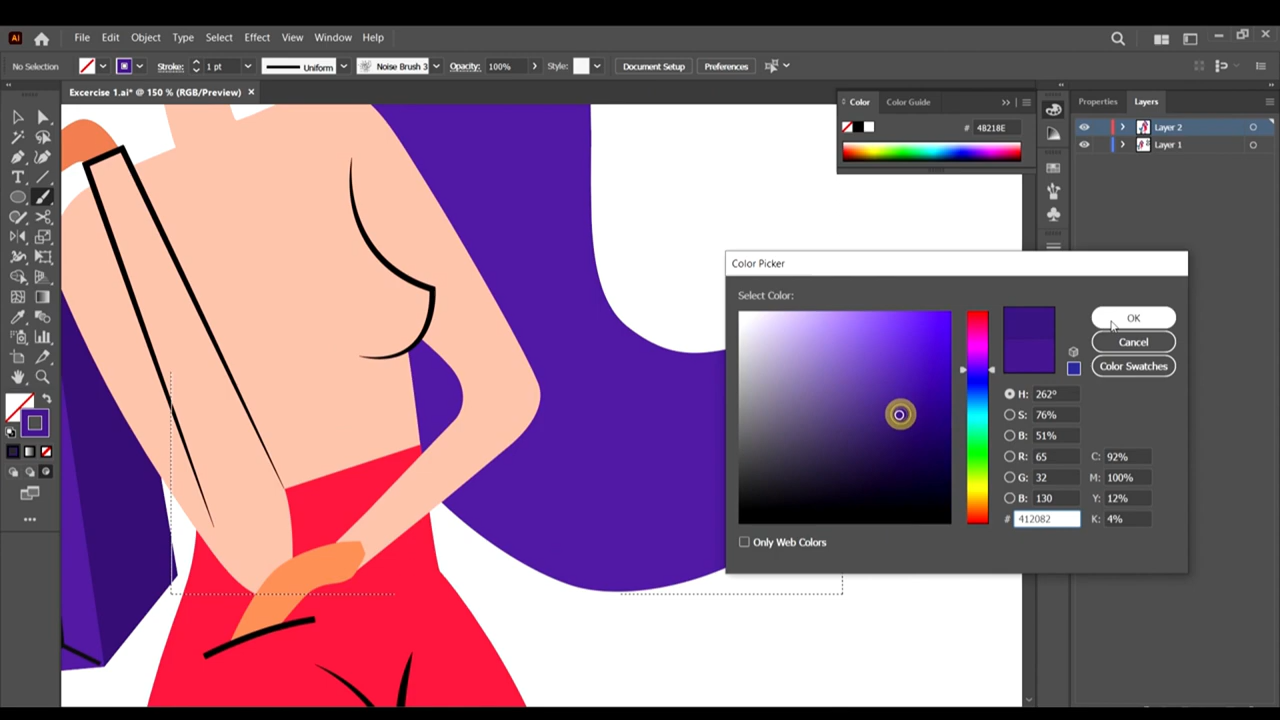 Ai File Edit Object Type Select Effect View Window Help
No Selection Stroke: 1 pt Uniform Noise Brush 3 Opacity: 100% Style: Document Setup Preferences
Excercise 1.ai* @ 150 % (RGB/Preview) ×
Color Color Guide
# 4B218E
Properties Layers
Layer 2
Layer 1
Color Picker
Select Color:
OK
Cancel
Color Swatches
H: 262°
S: 76%
B: 51%
R: 65 C: 92%
G: 32 M: 100%
B: 130 Y: 12%
# 412082 K: 4%
Only Web Colors